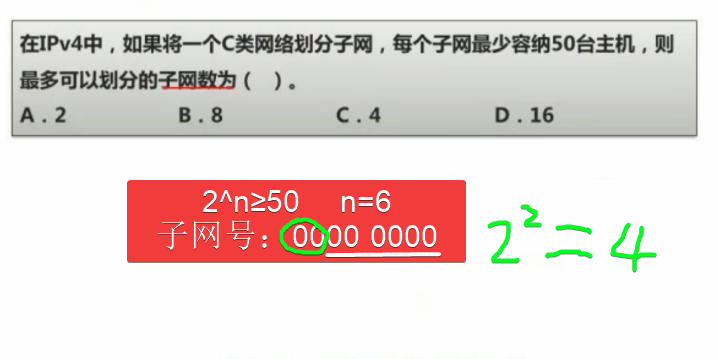 在IPv4中，如果将一个C类网络划分子网，每个子网最少容纳50台主机，则
最多可以划分的子网数为（ ）。
A．2 B．8 C．4 D．16
2^n≥50 n=6
子网号：0000 0000
2²=4